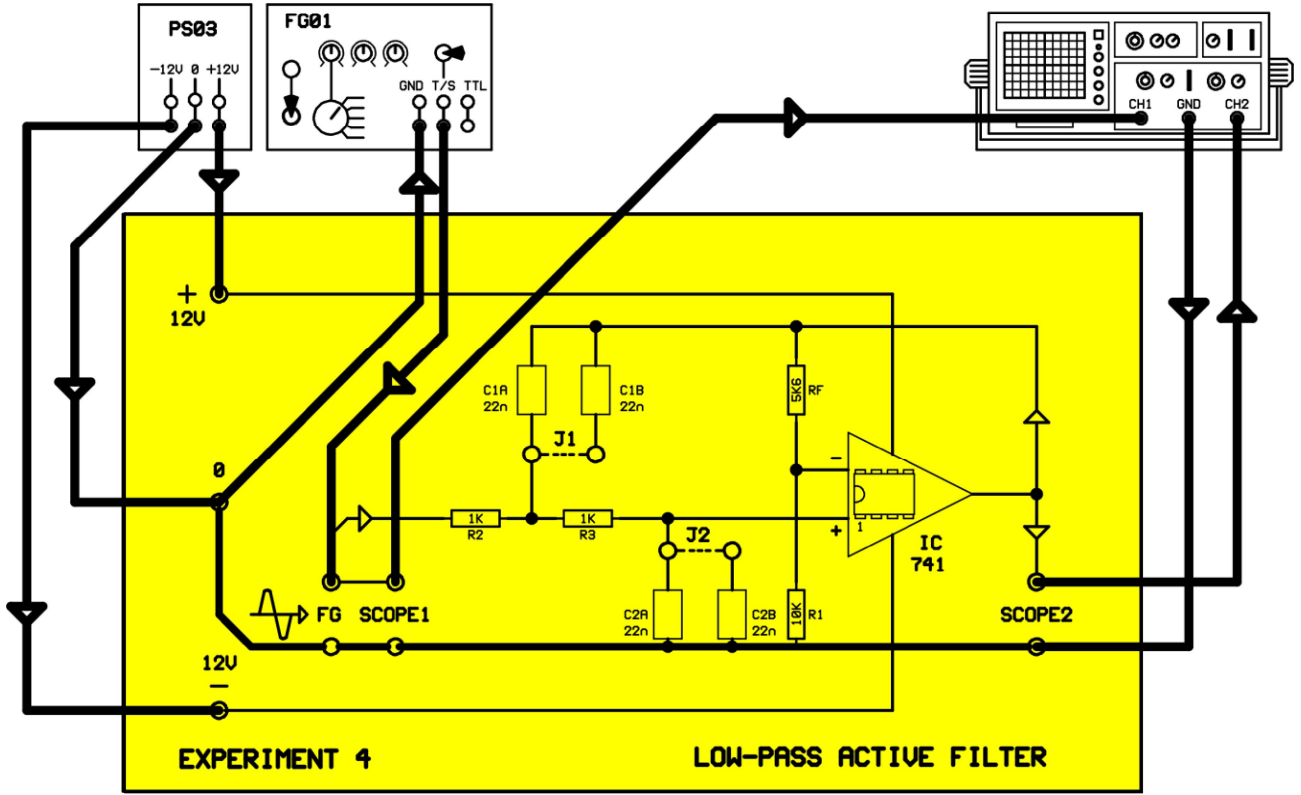 PS03
-12V 0 +12V
FG01
GND T/S TTL
CH1 GND CH2
+
12V
C1A
22n
C1B
22n
5K6 RF
J1
0
-
+
1
1K
R2
1K
R3
J2
IC
741
FG SCOPE1
C2A
22n
C2B
22n
10K R1
SCOPE2
12V
-
EXPERIMENT 4
LOW-PASS ACTIVE FILTER